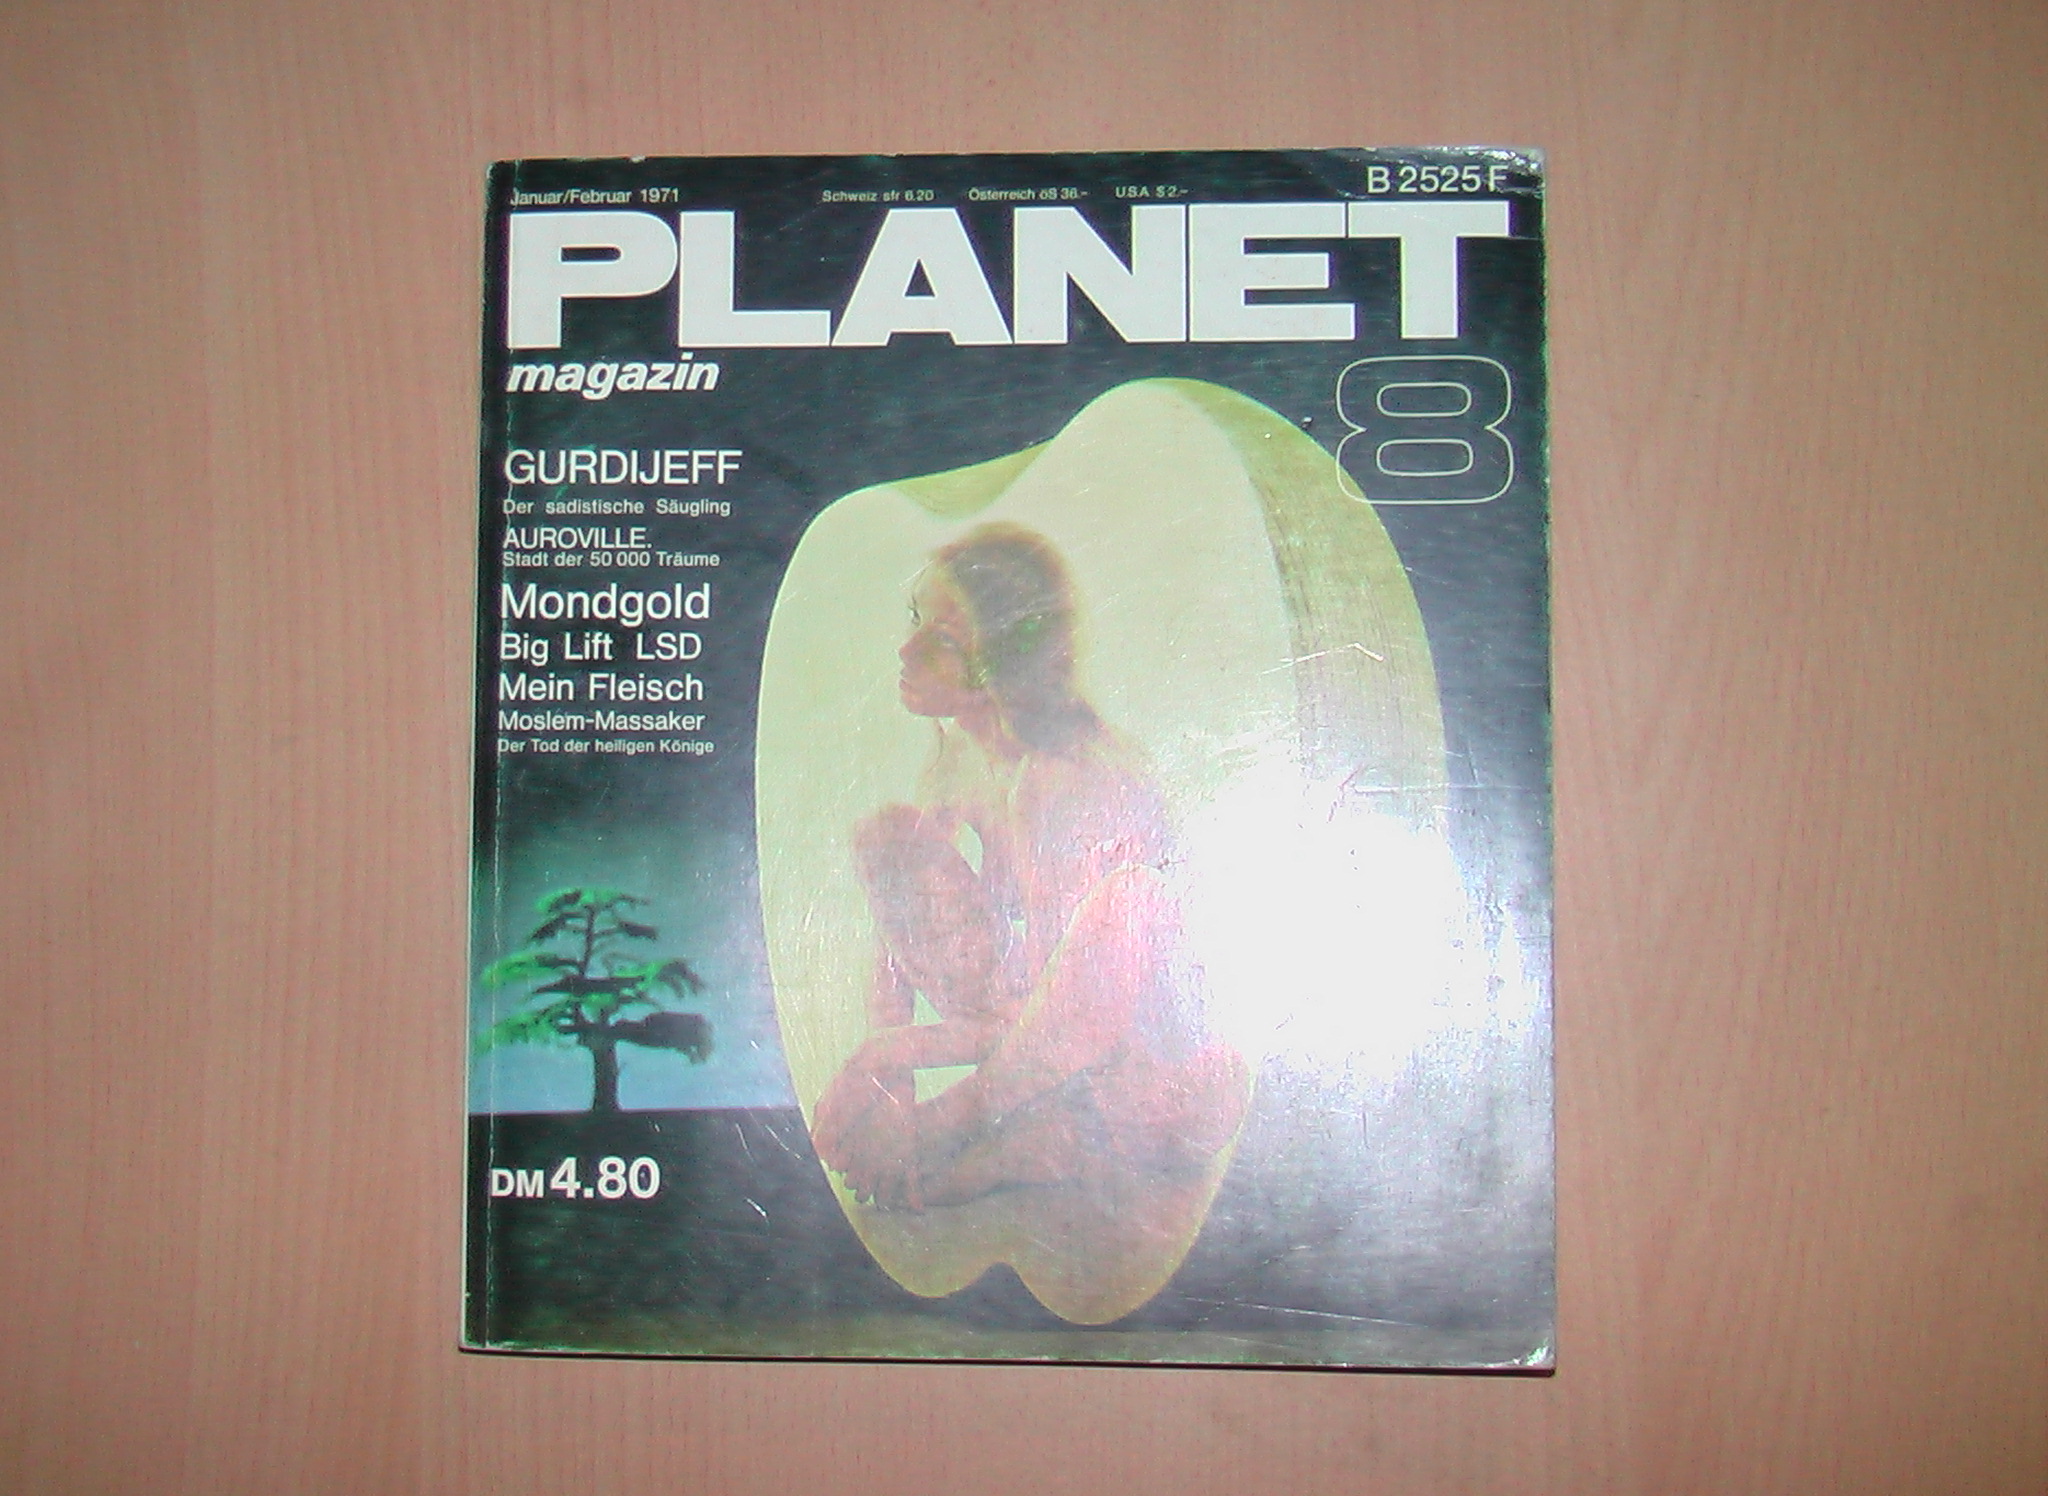 Januar/Februar 1971 Schweiz sfr 6.20 Österreich öS 36.- U.S.A. $ 2.-
B 2525 F
PLANET
magazin
8
GURDIJEFF
Der sadistische Säugling
AUROVILLE.
Stadt der 50 000 Träume
Mondgold
Big Lift LSD
Mein Fleisch
Moslem-Massaker
Der Tod der heiligen Könige
DM 4.80